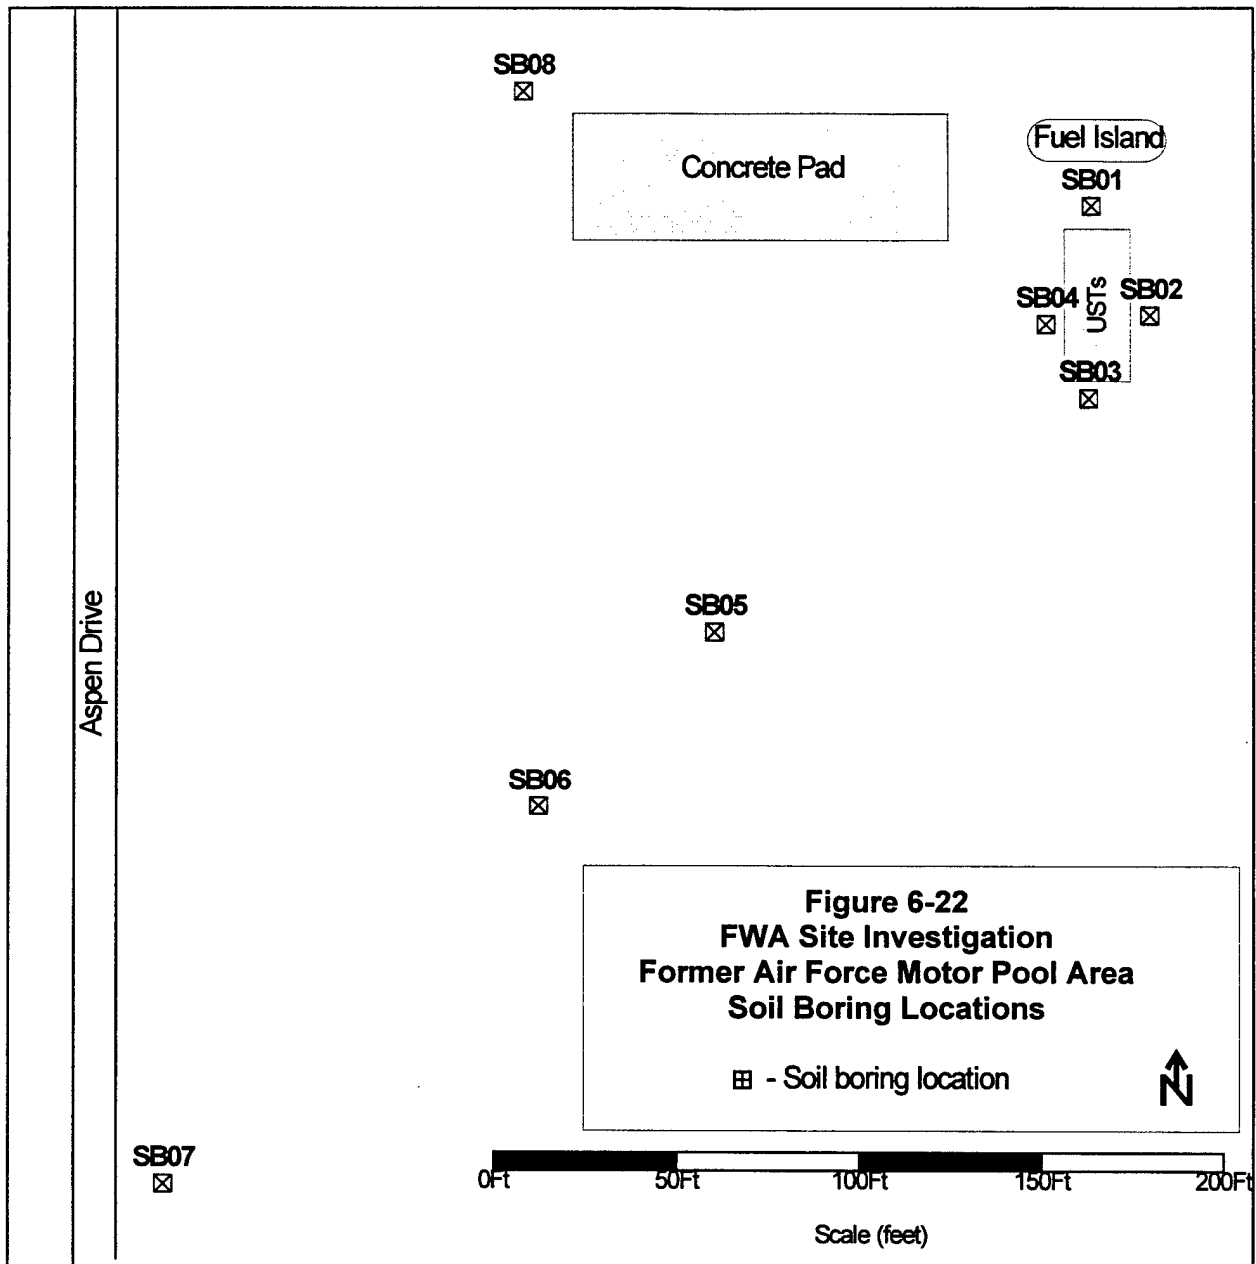 SB08
Concrete Pad
Fuel Island
SB01
SB04
USTs
SB02
SB03
Aspen Drive
SB05
SB06
Figure 6-22
FWA Site Investigation
Former Air Force Motor Pool Area
Soil Boring Locations
- Soil boring location
N
SB07
0Ft 50Ft 100Ft 150Ft 200Ft
Scale (feet)